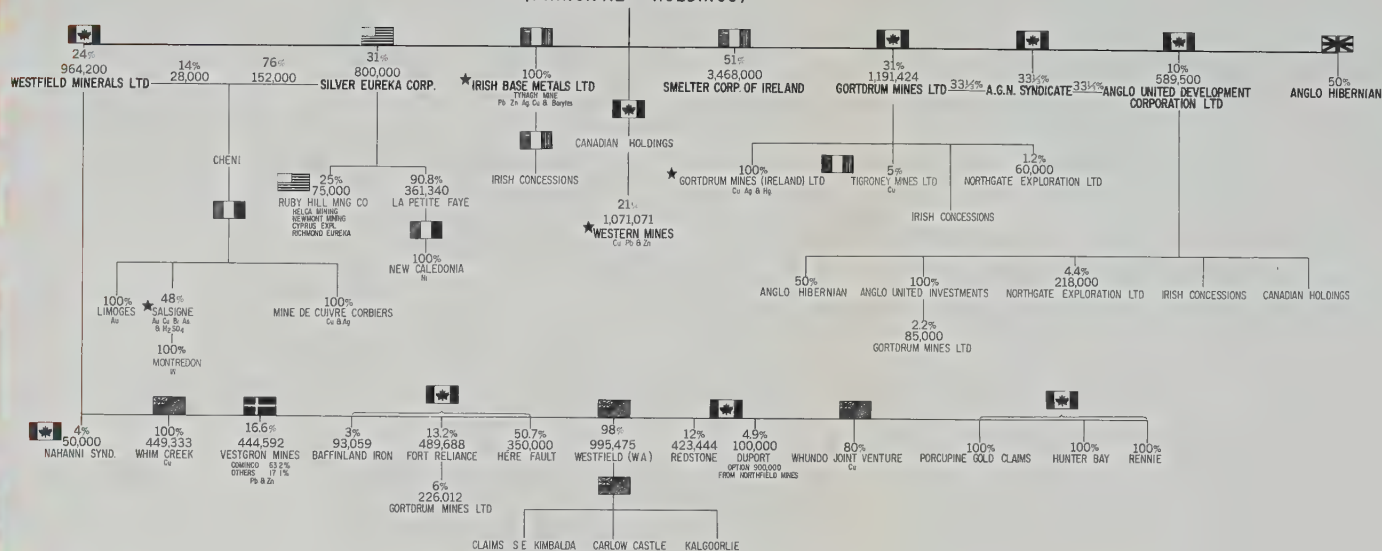 24%
964,200
WESTFIELD MINERALS LTD
14%
28,000
76%
152,000
31%
800,000
SILVER EUREKA CORP.
100%
IRISH BASE METALS LTD
TYNAGH MINE
Pb Zn Ag Cu & Barytes
51%
3,468,000
SMELTER CORP. OF IRELAND
31%
1,191,424
GORTDRUM MINES LTD
33⅓%
33⅓%
A.G.N. SYNDICATE
33⅓%
10%
589,500
ANGLO UNITED DEVELOPMENT
CORPORATION LTD
50%
ANGLO HIBERNIAN
CHENI
25%
75,000
RUBY HILL MNG CO
HELCA MINING
NEWMONT MINING
CYPRUS EXPL.
RICHMOND EUREKA
90.8%
361,340
LA PETITE FAYE
100%
NEW CALEDONIA
Ni
IRISH CONCESSIONS
CANADIAN HOLDINGS
21%
1,071,071
WESTERN MINES
Cu Pb & Zn
100%
GORTDRUM MINES (IRELAND) LTD
Cu Ag & Hg
5%
TIGRONEY MINES LTD
Cu
IRISH CONCESSIONS
1.2%
60,000
NORTHGATE EXPLORATION LTD
100%
LIMOGES
Au
48%
SALSIGNE
Au Cu Bi As
& H₂SO₄
100%
MONTREDON
W
100%
MINE DE CUIVRE CORBIERS
Cu & Ag
50%
ANGLO HIBERNIAN
100%
ANGLO UNITED INVESTMENTS
2.2%
85,000
GORTDRUM MINES LTD
4.4%
218,000
NORTHGATE EXPLORATION LTD
IRISH CONCESSIONS
CANADIAN HOLDINGS
4%
50,000
NAHANNI SYND.
100%
449,333
WHIM CREEK
Cu
16.6%
444,592
VESTGRON MINES
COMINCO 63.2%
OTHERS 17.1%
Pb & Zn
3%
93,059
BAFFINLAND IRON
13.2%
489,688
FORT RELIANCE
6%
226,012
GORTDRUM MINES LTD
50.7%
350,000
HERE FAULT
98%
995,475
WESTFIELD (W.A.)
CLAIMS S E KIMBALDA
CARLOW CASTLE
KALGOORLIE
12%
423,444
REDSTONE
4.9%
100,000
DUPORT
OPTION 900,000
FROM NORTHFIELD MINES
80%
WHUNDO JOINT VENTURE
Cu
100%
PORCUPINE GOLD CLAIMS
100%
HUNTER BAY
100%
RENNIE